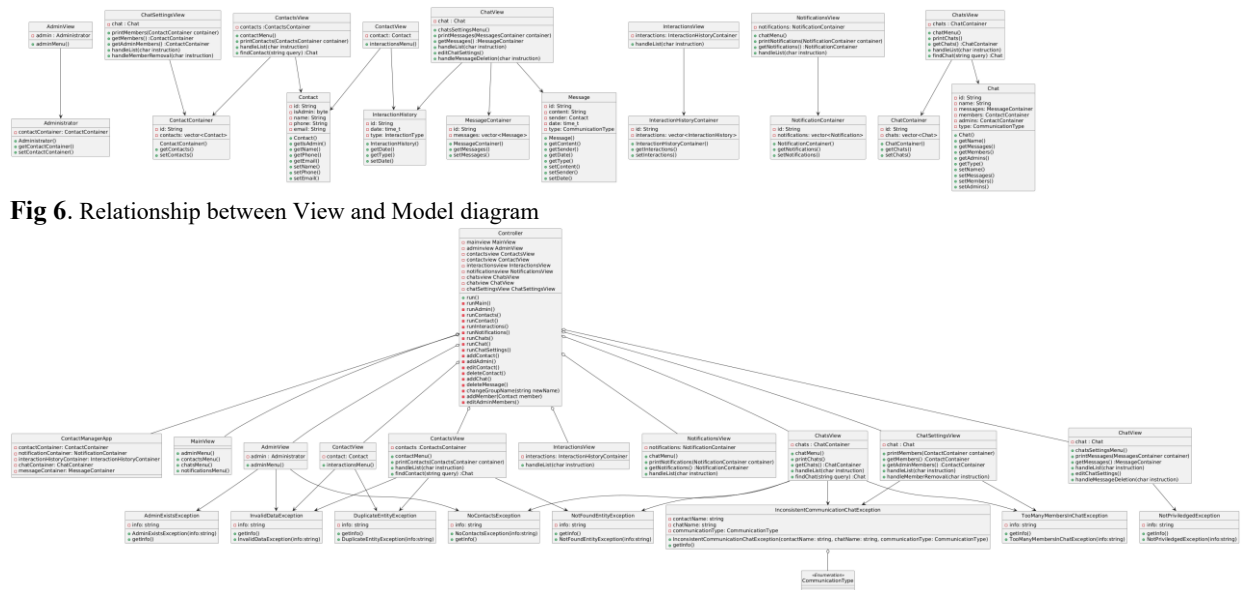 AdminView
admin : Administrator
adminMenu()
ChatSettingsView
chat : Chat
printMembers(ContactContainer container)
getMembers() :ContactContainer
getAdminMembers() :ContactContainer
handleList(char instruction)
handleMemberRemoval(char instruction)
ContactsView
contacts :ContactsContainer
contactMenu()
printContacts(ContactsContainer container)
handleList(char instruction)
findContact(string query) :Chat
ContactView
contact: Contact
interactionsMenu()
ChatView
chat : Chat
chatsSettingsMenu()
printMessages(MessagesContainer container)
getMessages() :MessageContainer
handleList(char instruction)
editChatSettings()
handleMessageDeletion(char instruction)
InteractionsView
interactions: InteractionHistoryContainer
handleList(char instruction)
NotificationsView
notifications: NotificationContainer
chatMenu()
printNotifications(NotificationContainer container)
getNotifications() :NotificationContainer
handleList(char instruction)
ChatsView
chats : ChatContainer
chatMenu()
printChats()
getChats() :ChatContainer
handleList(char instruction)
findChat(string query) :Chat
Administrator
contactContainer: ContactContainer
Administrator()
getContactContainer()
setContactContainer()
ContactContainer
id: String
contacts: vector<Contact>
ContactContainer()
getContacts()
setContacts()
Contact
id: String
isAdmin: byte
name: String
phone: String
email: String
Contact()
getIsAdmin()
getName()
getPhone()
getEmail()
setName()
setPhone()
setEmail()
InteractionHistory
id: String
date: time_t
type: InteractionType
InteractionHistory()
getDate()
getType()
setDate()
MessageContainer
id: String
messages: vector<Message>
MessageContainer()
getMessages()
setMessages()
Message
id: String
content: String
sender: Contact
date: time_t
type: CommunicationType
Message()
getContent()
getSender()
getDate()
getType()
setContent()
setSender()
setDate()
InteractionHistoryContainer
id: String
interactions: vector<InteractionHistory>
InteractionHistoryContainer()
getInteractions()
setInteractions()
NotificationContainer
id: String
notifications: vector<Notification>
NotificationContainer()
getNotifications()
setNotifications()
ChatContainer
id: String
chats: vector<Chat>
ChatContainer()
getChats()
setChats()
Chat
id: String
name: String
messages: MessageContainer
members: ContactContainer
admins: ContactContainer
type: CommunicationType
Chat()
getName()
getMessages()
getMembers()
getAdmins()
getType()
setName()
setMessages()
setMembers()
setAdmins()
Fig 6. Relationship between View and Model diagram
Controller
mainview MainView
adminview AdminView
contactsview ContactsView
contactview ContactView
interactionsview InteractionsView
notificationsview NotificationsView
chatsview ChatsView
chatview ChatView
chatSettingsView ChatSettingsView
run()
runMain()
runAdmin()
runContacts()
runContact()
runInteractions()
runNotifications()
runChats()
runChat()
runChatSettings()
addContact()
addAdmin()
editContact()
deleteContact()
addChat()
deleteMessage()
changeGroupName(string newName)
addMember(Contact member)
editAdminMembers()
ContactManagerApp
contactContainer: ContactContainer
notificationContainer: NotificationContainer
interactionHistoryContainer: InteractionHistoryContainer
chatContainer: ChatContainer
messageContainer: MessageContainer
MainView
adminMenu()
contactsMenu()
chatsMenu()
notificationsMenu()
AdminView
admin : Administrator
adminMenu()
ContactView
contact: Contact
interactionsMenu()
ContactsView
contacts :ContactsContainer
contactMenu()
printContacts(ContactsContainer container)
handleList(char instruction)
findContact(string query) :Chat
InteractionsView
interactions: InteractionHistoryContainer
handleList(char instruction)
NotificationsView
notifications: NotificationContainer
chatMenu()
printNotifications(NotificationContainer container)
getNotifications() :NotificationContainer
handleList(char instruction)
ChatsView
chats : ChatContainer
chatMenu()
printChats()
getChats() :ChatContainer
handleList(char instruction)
findChat(string query) :Chat
ChatSettingsView
chat : Chat
printMembers(ContactContainer container)
getMembers() :ContactContainer
getAdminMembers() :ContactContainer
handleList(char instruction)
handleMemberRemoval(char instruction)
ChatView
chat : Chat
chatsSettingsMenu()
printMessages(MessagesContainer container)
getMessages() :MessageContainer
handleList(char instruction)
editChatSettings()
handleMessageDeletion(char instruction)
AdminExistsException
info: string
AdminExistsException(info:string)
getInfo()
InvalidDataException
info: string
getInfo()
InvalidDataException(info:string)
DuplicateEntityException
info: string
getInfo()
DuplicateEntityException(info:string)
NoContactsException
info: string
NoContactsException(info:string)
getInfo()
NotFoundEntityException
info: string
getInfo()
NotFoundEntityException(info:string)
InconsistentCommunicationChatException
contactName: string
chatName: string
communicationType: CommunicationType
InconsistentCommunicationChatException(contactName: string, chatName: string, communicationType: CommunicationType)
getInfo()
TooManyMembersInChatException
info: string
getInfo()
TooManyMembersInChatException(info:string)
NotPriviledgedException
info: string
getInfo()
NotPriviledgedException(info:string)
«Enumeration»
CommunicationType